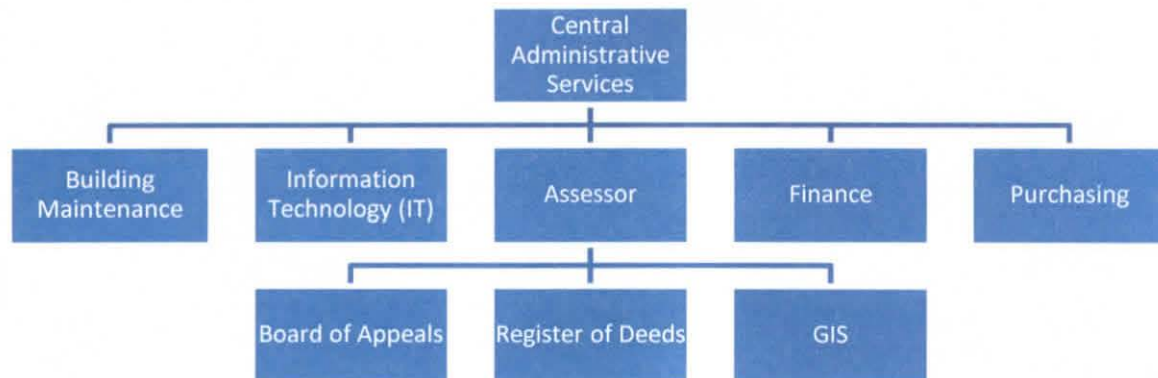 Central
Administrative
Services
Building
Maintenance
Information
Technology (IT)
Assessor
Finance
Purchasing
Board of Appeals
Register of Deeds
GIS